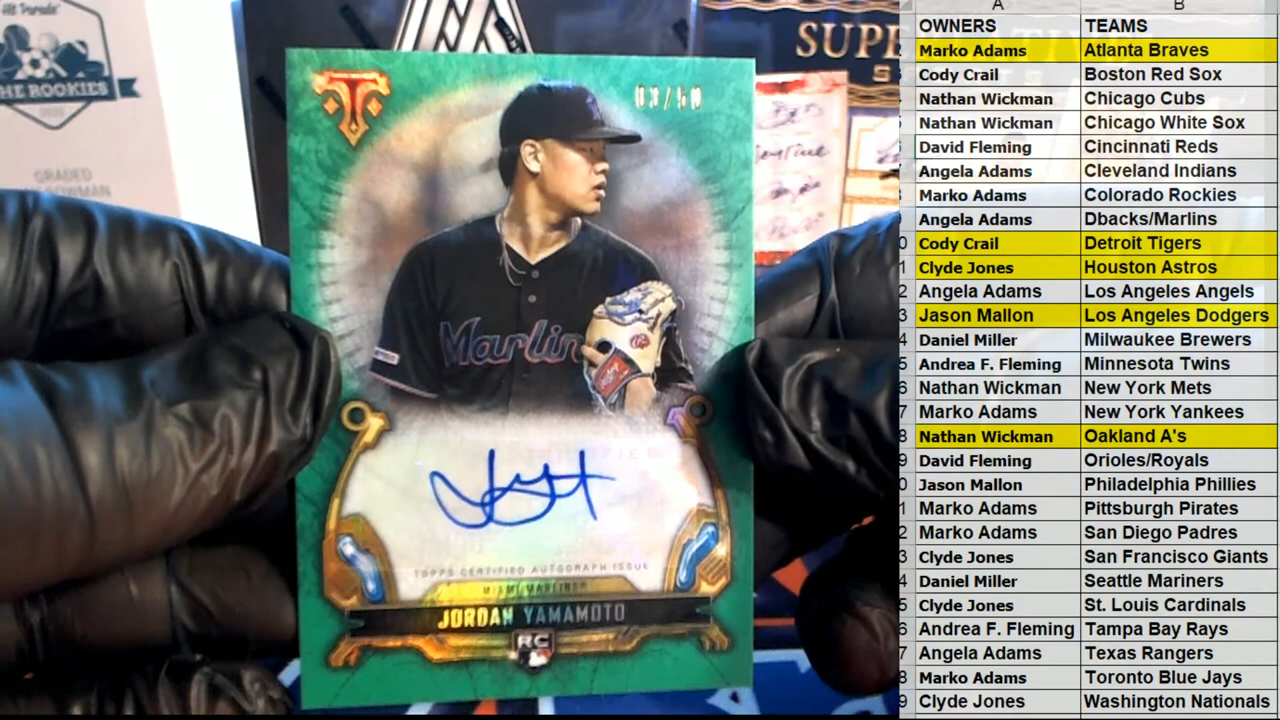 Hit Parade
THE ROOKIES
GRADED
BOWMAN
03/50
Marlins
TOPPS CERTIFIED AUTOGRAPH ISSUE
MIAMI MARLINS
JORDAN YAMAMOTO
RC
A B
OWNERS TEAMS
Marko Adams Atlanta Braves
Cody Crail Boston Red Sox
Nathan Wickman Chicago Cubs
Nathan Wickman Chicago White Sox
David Fleming Cincinnati Reds
Angela Adams Cleveland Indians
Marko Adams Colorado Rockies
Angela Adams Dbacks/Marlins
Cody Crail Detroit Tigers
Clyde Jones Houston Astros
Angela Adams Los Angeles Angels
Jason Mallon Los Angeles Dodgers
Daniel Miller Milwaukee Brewers
Andrea F. Fleming Minnesota Twins
Nathan Wickman New York Mets
Marko Adams New York Yankees
Nathan Wickman Oakland A's
David Fleming Orioles/Royals
Jason Mallon Philadelphia Phillies
Marko Adams Pittsburgh Pirates
Marko Adams San Diego Padres
Clyde Jones San Francisco Giants
Daniel Miller Seattle Mariners
Clyde Jones St. Louis Cardinals
Andrea F. Fleming Tampa Bay Rays
Angela Adams Texas Rangers
Marko Adams Toronto Blue Jays
Clyde Jones Washington Nationals